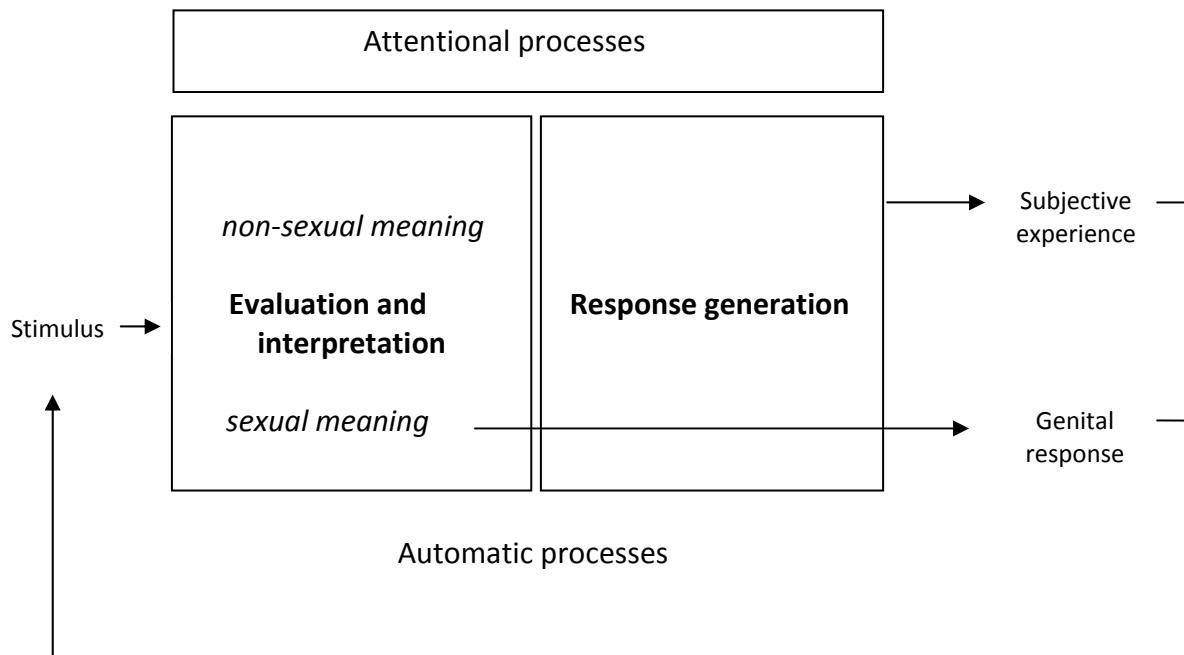 Attentional processes
non-sexual meaning
Evaluation and
interpretation
sexual meaning
Response generation
Stimulus
Subjective
experience
Genital
response
Automatic processes